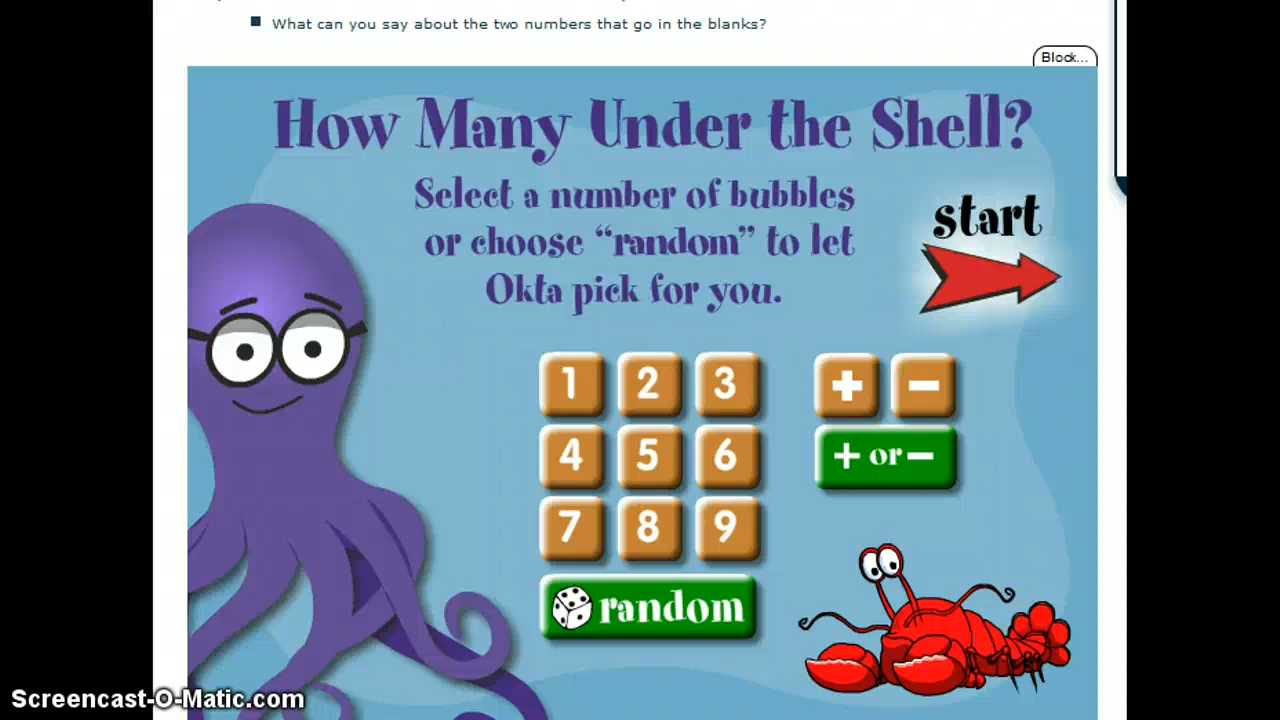 What can you say about the two numbers that go in the blanks?
Block...
How Many Under the Shell?
Select a number of bubbles
or choose “random” to let
Okta pick for you.
start
1 2 3
+ −
4 5 6
+ or −
7 8 9
random
Screencast-O-Matic.com